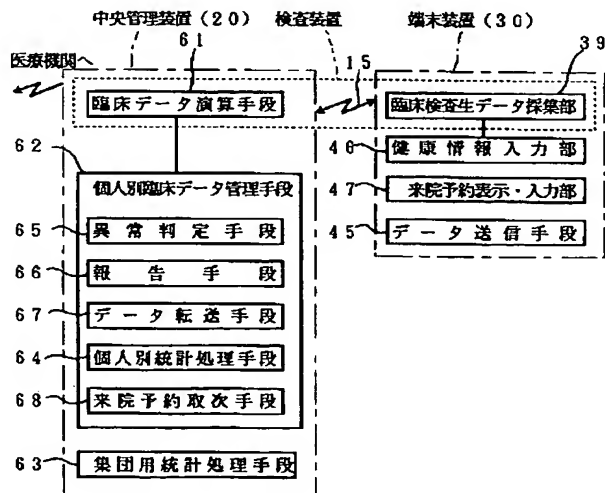 中央管理装置(20) 検査装置 端末装置(30)
61 39
医療機関へ 15
臨床データ演算手段 臨床検査生データ採集部
62 46 健康情報入力部
個人別臨床データ管理手段 47 来院予約表示・入力部
65 異常判定手段 45 データ送信手段
66 報告手段
67 データ転送手段
64 個人別統計処理手段
68 来院予約取次手段
63 集団用統計処理手段